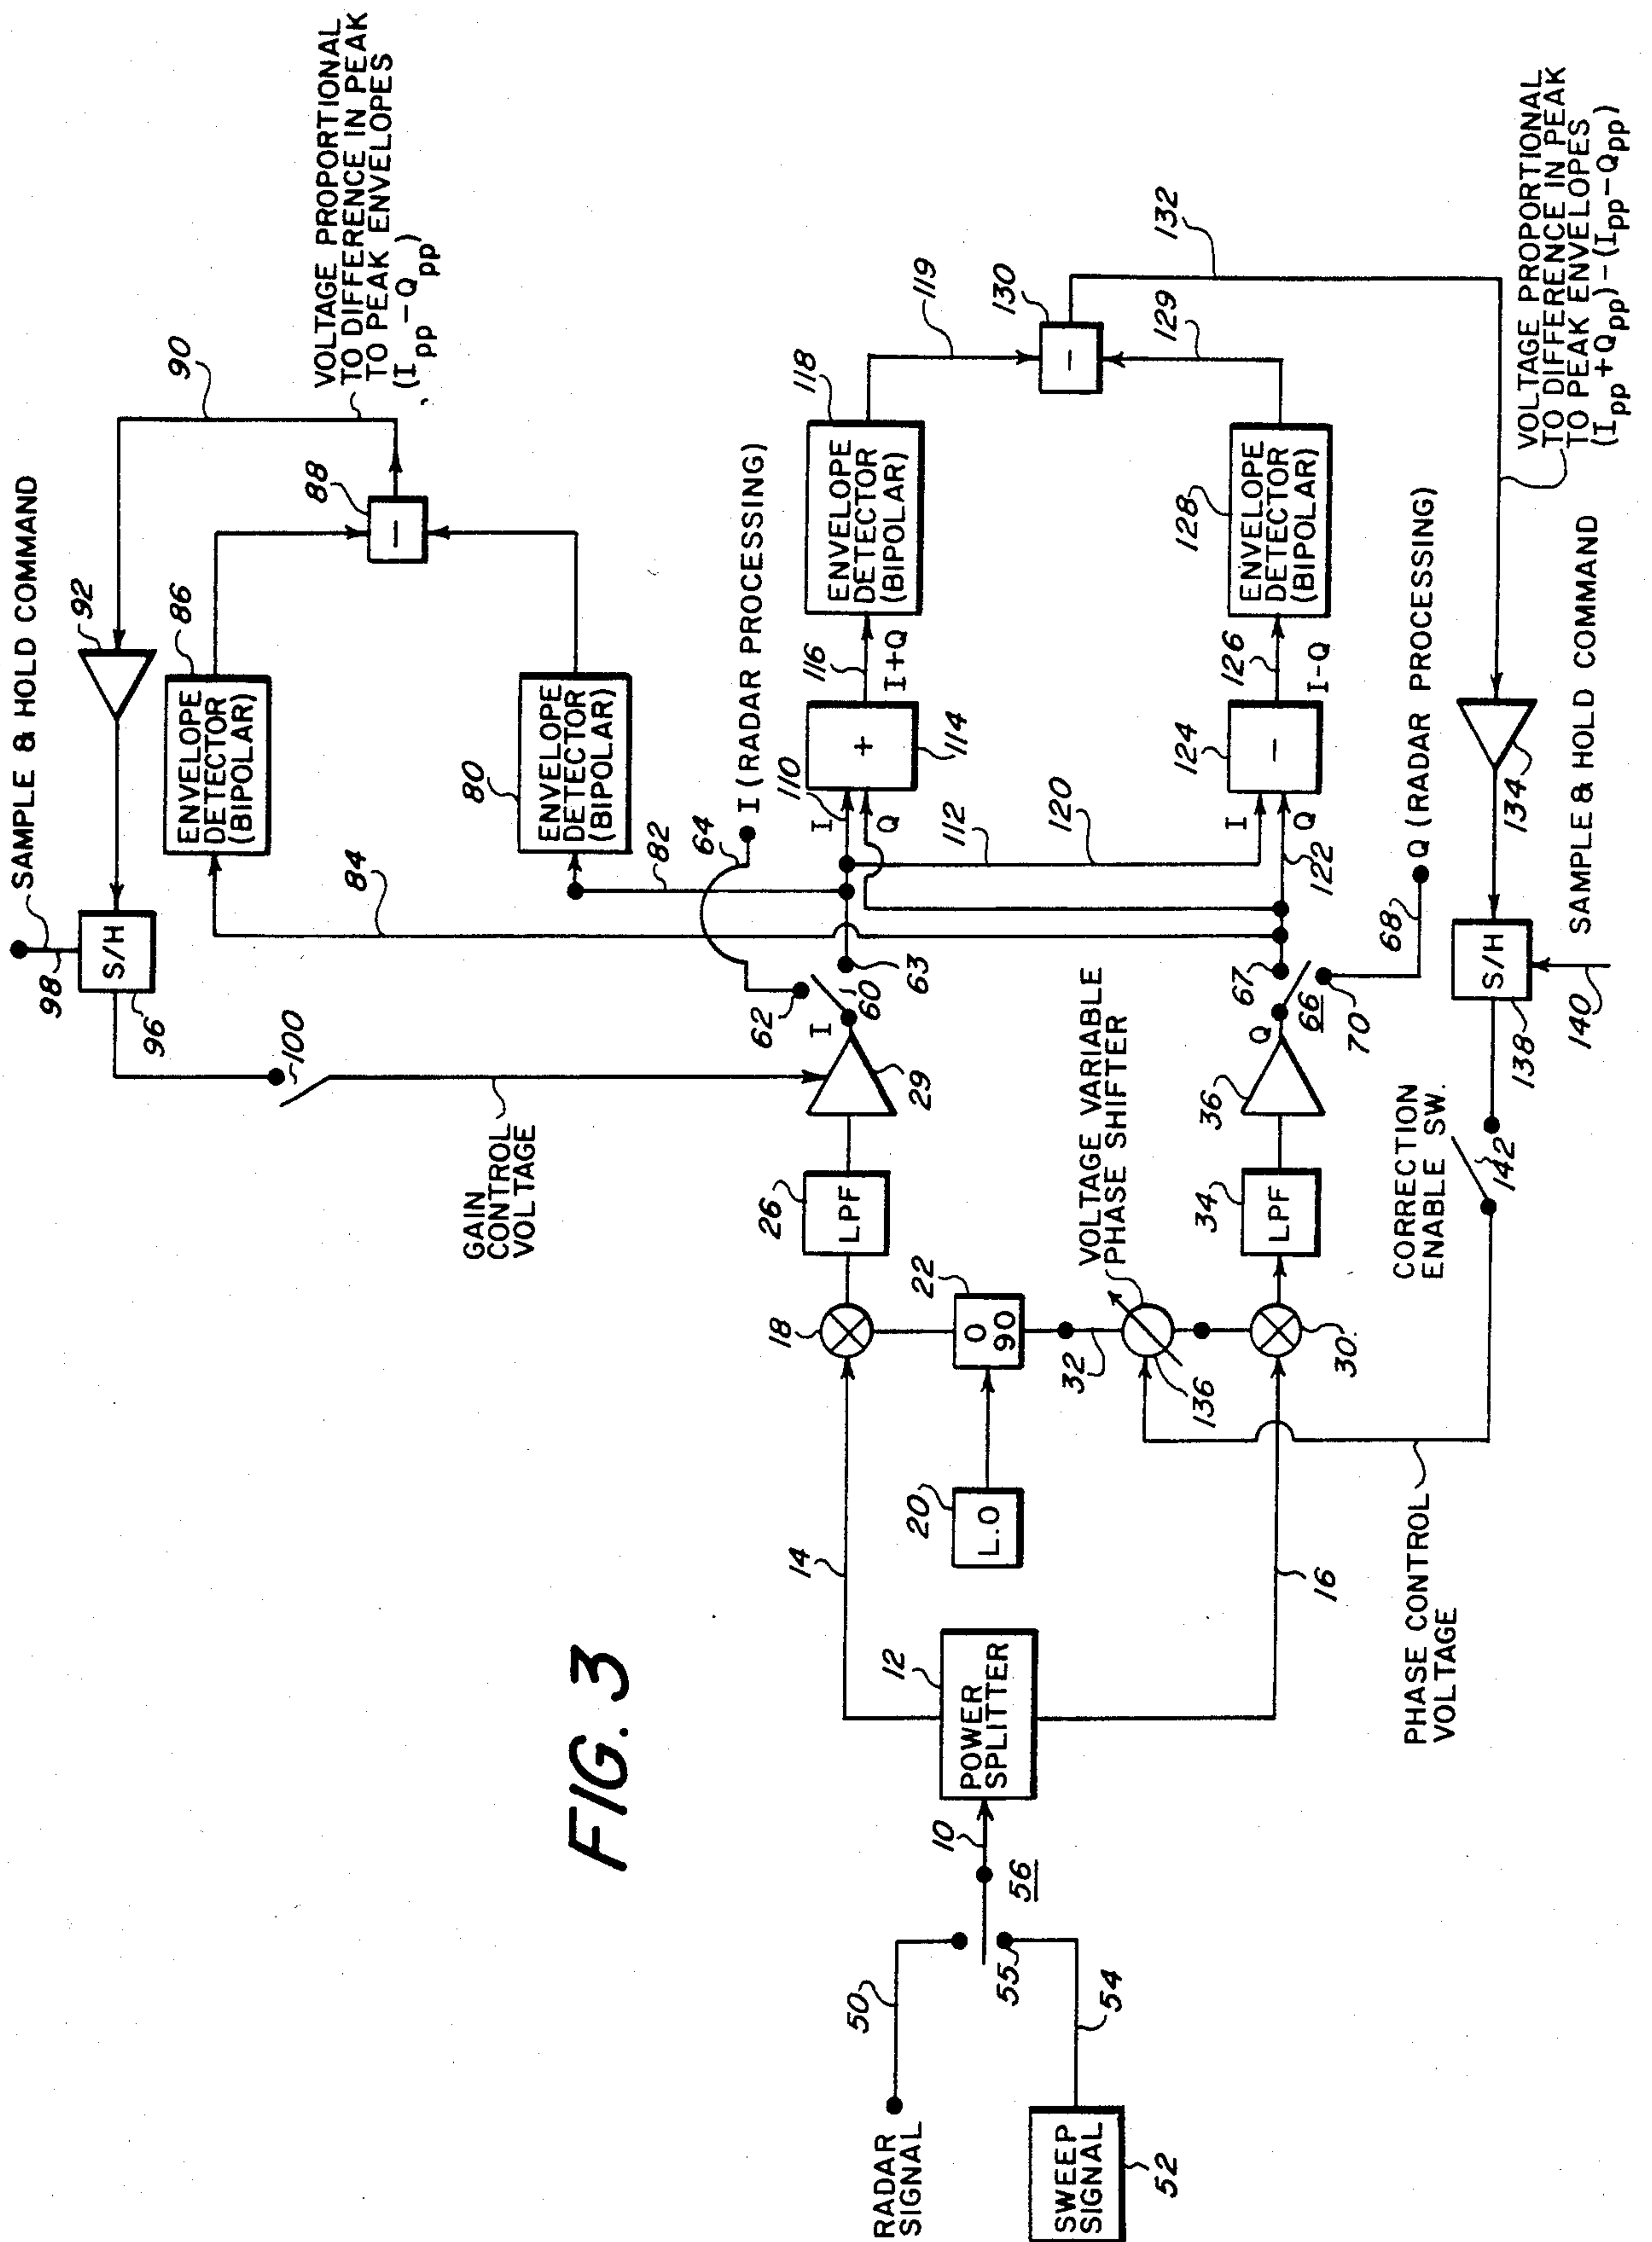 FIG. 3
RADAR
SIGNAL
50
SWEEP
SIGNAL
52
54
55
56
10
POWER
SPLITTER
12
14
16
L.O
20
0
90
22
18
32
136
VOLTAGE VARIABLE
PHASE SHIFTER
30.
PHASE CONTROL
VOLTAGE
LPF
26
LPF
34
29
36
I
Q
GAIN
CONTROL
VOLTAGE
100
CORRECTION
ENABLE SW.
142
60
62
63
64
I (RADAR PROCESSING)
66
67
70
68
Q (RADAR PROCESSING)
S/H
96
98
SAMPLE & HOLD COMMAND
92
84
82
ENVELOPE
DETECTOR
(BIPOLAR)
86
ENVELOPE
DETECTOR
(BIPOLAR)
80
−
88
90
VOLTAGE PROPORTIONAL
TO DIFFERENCE IN PEAK
TO PEAK ENVELOPES
(Ipp−Qpp)
110
I
Q
+
114
112
120
122
I
Q
−
124
116
I+Q
126
I−Q
ENVELOPE
DETECTOR
(BIPOLAR)
118
ENVELOPE
DETECTOR
(BIPOLAR)
128
119
129
−
130
132
134
S/H
138
140
SAMPLE & HOLD COMMAND
VOLTAGE PROPORTIONAL
TO DIFFERENCE IN PEAK
TO PEAK ENVELOPES
(Ipp+Qpp)−(Ipp−Qpp)